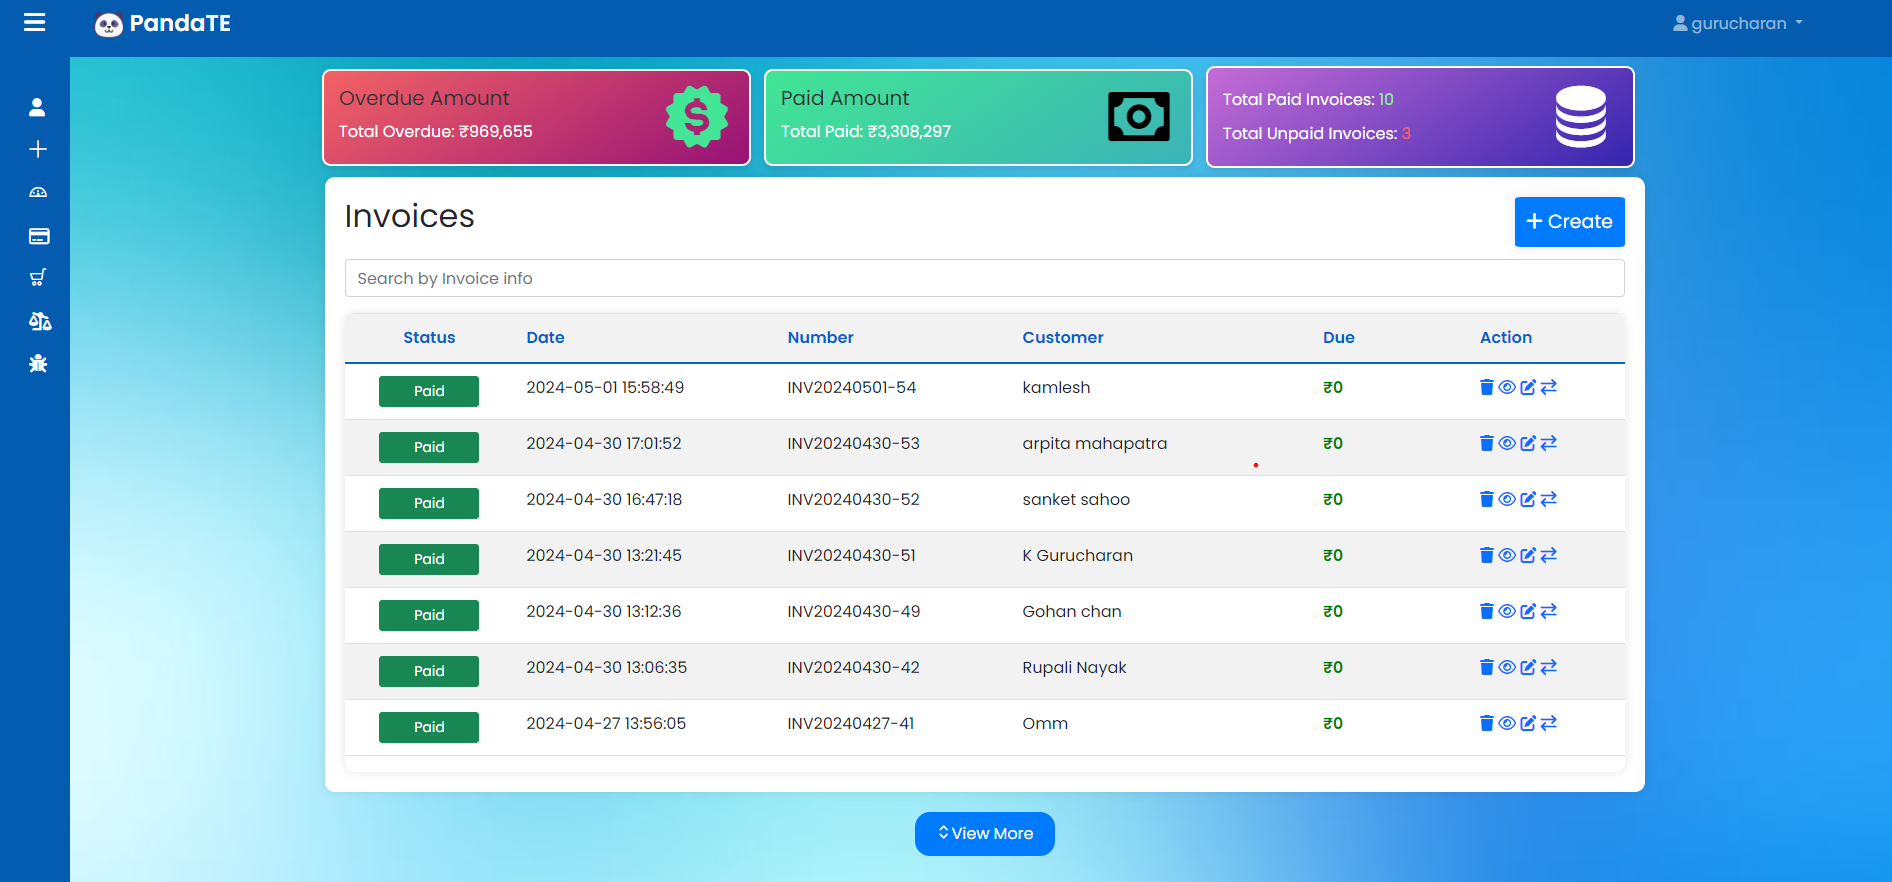 PandaTE
gurucharan
Overdue Amount
Total Overdue: ₹969,655
Paid Amount
Total Paid: ₹3,308,297
Total Paid Invoices: 10
Total Unpaid Invoices: 3
Invoices
+ Create
Search by Invoice info
Status Date Number Customer Due Action
Paid 2024-05-01 15:58:49 INV20240501-54 kamlesh ₹0
Paid 2024-04-30 17:01:52 INV20240430-53 arpita mahapatra ₹0
Paid 2024-04-30 16:47:18 INV20240430-52 sanket sahoo ₹0
Paid 2024-04-30 13:21:45 INV20240430-51 K Gurucharan ₹0
Paid 2024-04-30 13:12:36 INV20240430-49 Gohan chan ₹0
Paid 2024-04-30 13:06:35 INV20240430-42 Rupali Nayak ₹0
Paid 2024-04-27 13:56:05 INV20240427-41 Omm ₹0
View More